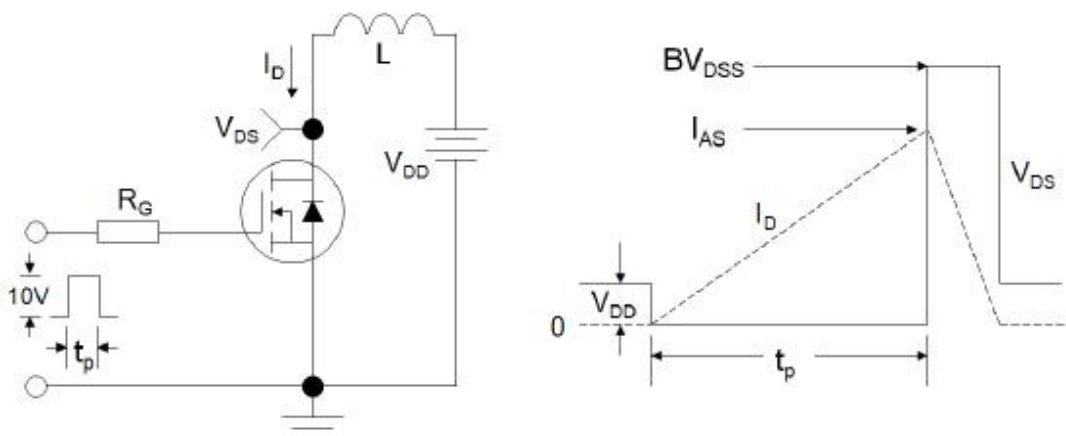 L
I_D
V_DS
V_DD
R_G
10V
t_p
BV_DSS
I_AS
V_DS
I_D
V_DD
0
t_p